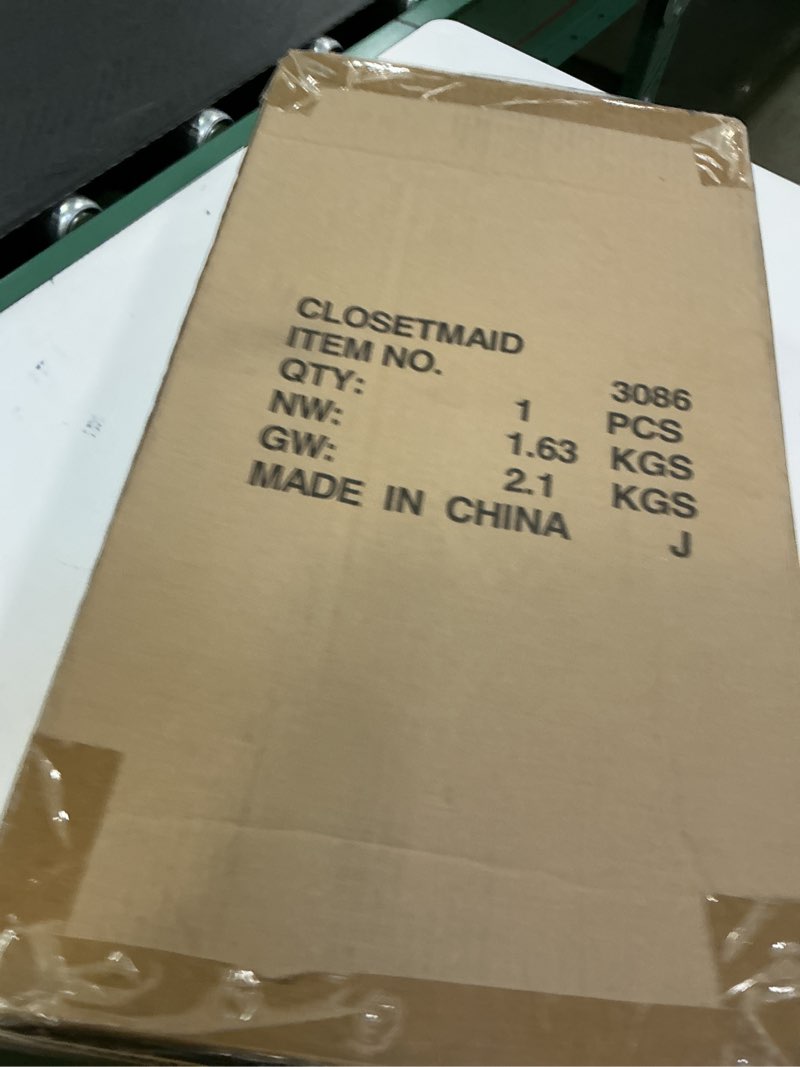 CLOSETMAID
ITEM NO. 3086
QTY: 1 PCS
NW: 1.63 KGS
GW: 2.1 KGS
MADE IN CHINA J